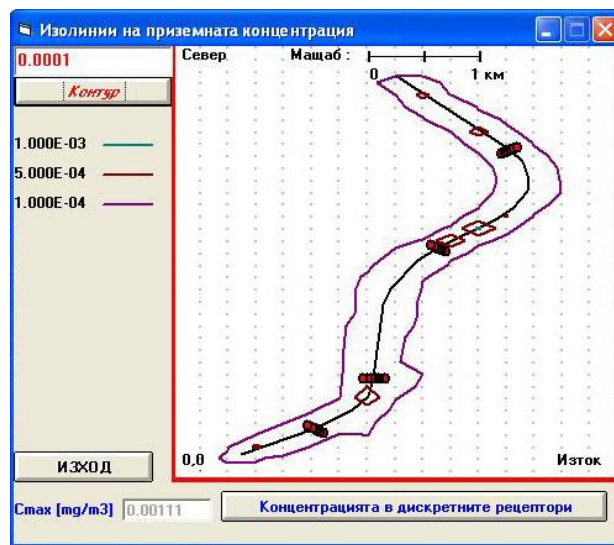 Изолинии на приземната концентрация
0.0001
Контур
1.000E-03
5.000E-04
1.000E-04
Север
Мащаб :
0
1 км
0,0
Изток
ИЗХОД
Cmax [mg/m3] 0.00111
Концентрацията в дискретните рецептори